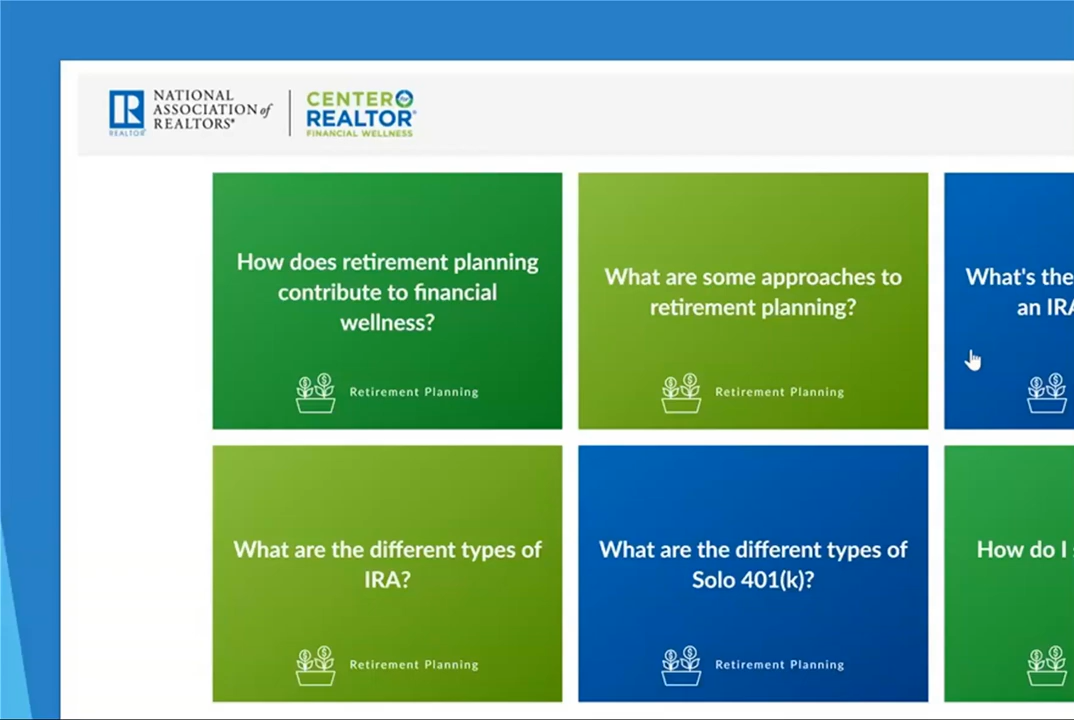 NATIONAL
ASSOCIATION of
REALTORS®
REALTOR®
CENTER
REALTOR®
FINANCIAL WELLNESS
How does retirement planning
contribute to financial
wellness?
Retirement Planning
What are some approaches to
retirement planning?
Retirement Planning
What's the
an IRA
What are the different types of
IRA?
Retirement Planning
What are the different types of
Solo 401(k)?
Retirement Planning
How do I